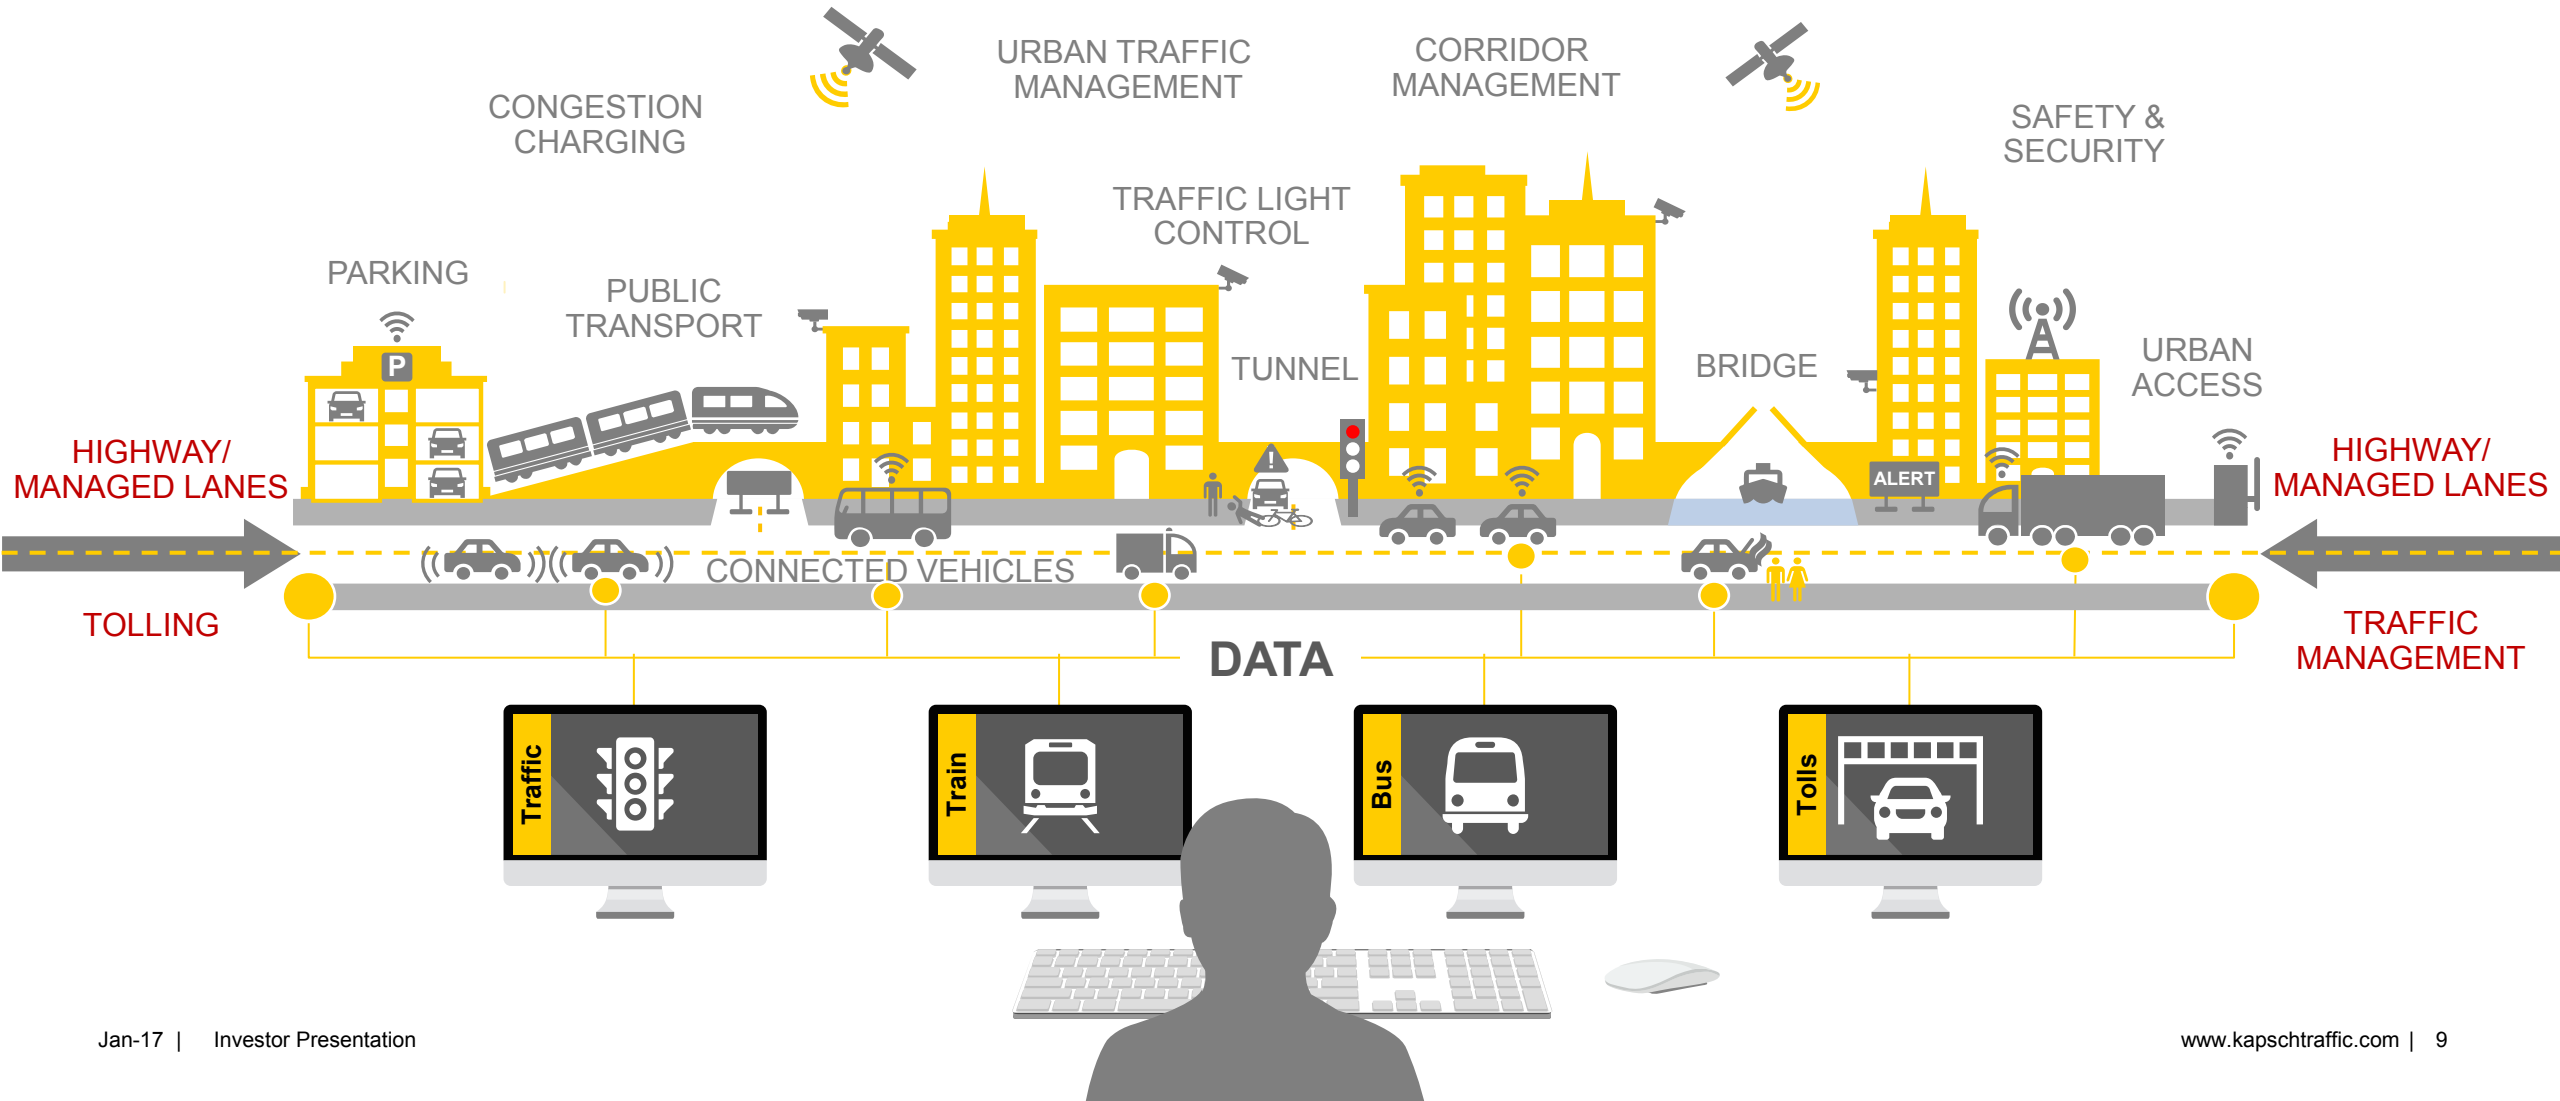 URBAN TRAFFIC
MANAGEMENT
CORRIDOR
MANAGEMENT
CONGESTION
CHARGING
SAFETY &
SECURITY
TRAFFIC LIGHT
CONTROL
PARKING
PUBLIC
TRANSPORT
TUNNEL
BRIDGE
URBAN
ACCESS
P
HIGHWAY/
MANAGED LANES
ALERT
HIGHWAY/
MANAGED LANES
CONNECTED VEHICLES
TOLLING
TRAFFIC
MANAGEMENT
DATA
Traffic
Train
Bus
Tolls
Jan-17 | Investor Presentation
www.kapschtraffic.com | 9